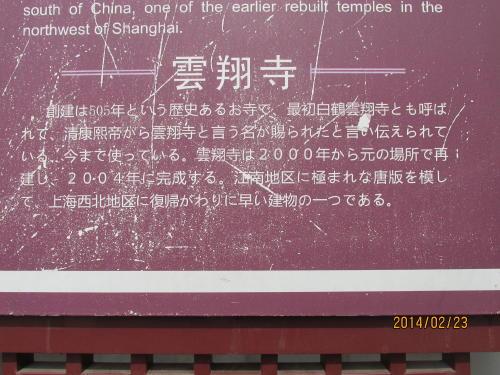 south of China, one of the earlier rebuilt temples in the
northwest of Shanghai.
雲翔寺
創建は505年という歴史あるお寺で、最初白鶴雲翔寺とも呼ば
れて、清康熙帝から雲翔寺と言う名が賜られたと言い伝えられて
いる、今まで使っている。雲翔寺は２０００年から元の場所で再
建し、２００４年に完成する。江南地区に極まれな唐版を模し
て、上海西北地区に復帰がわりに早い建物の一つである。
2014/02/23